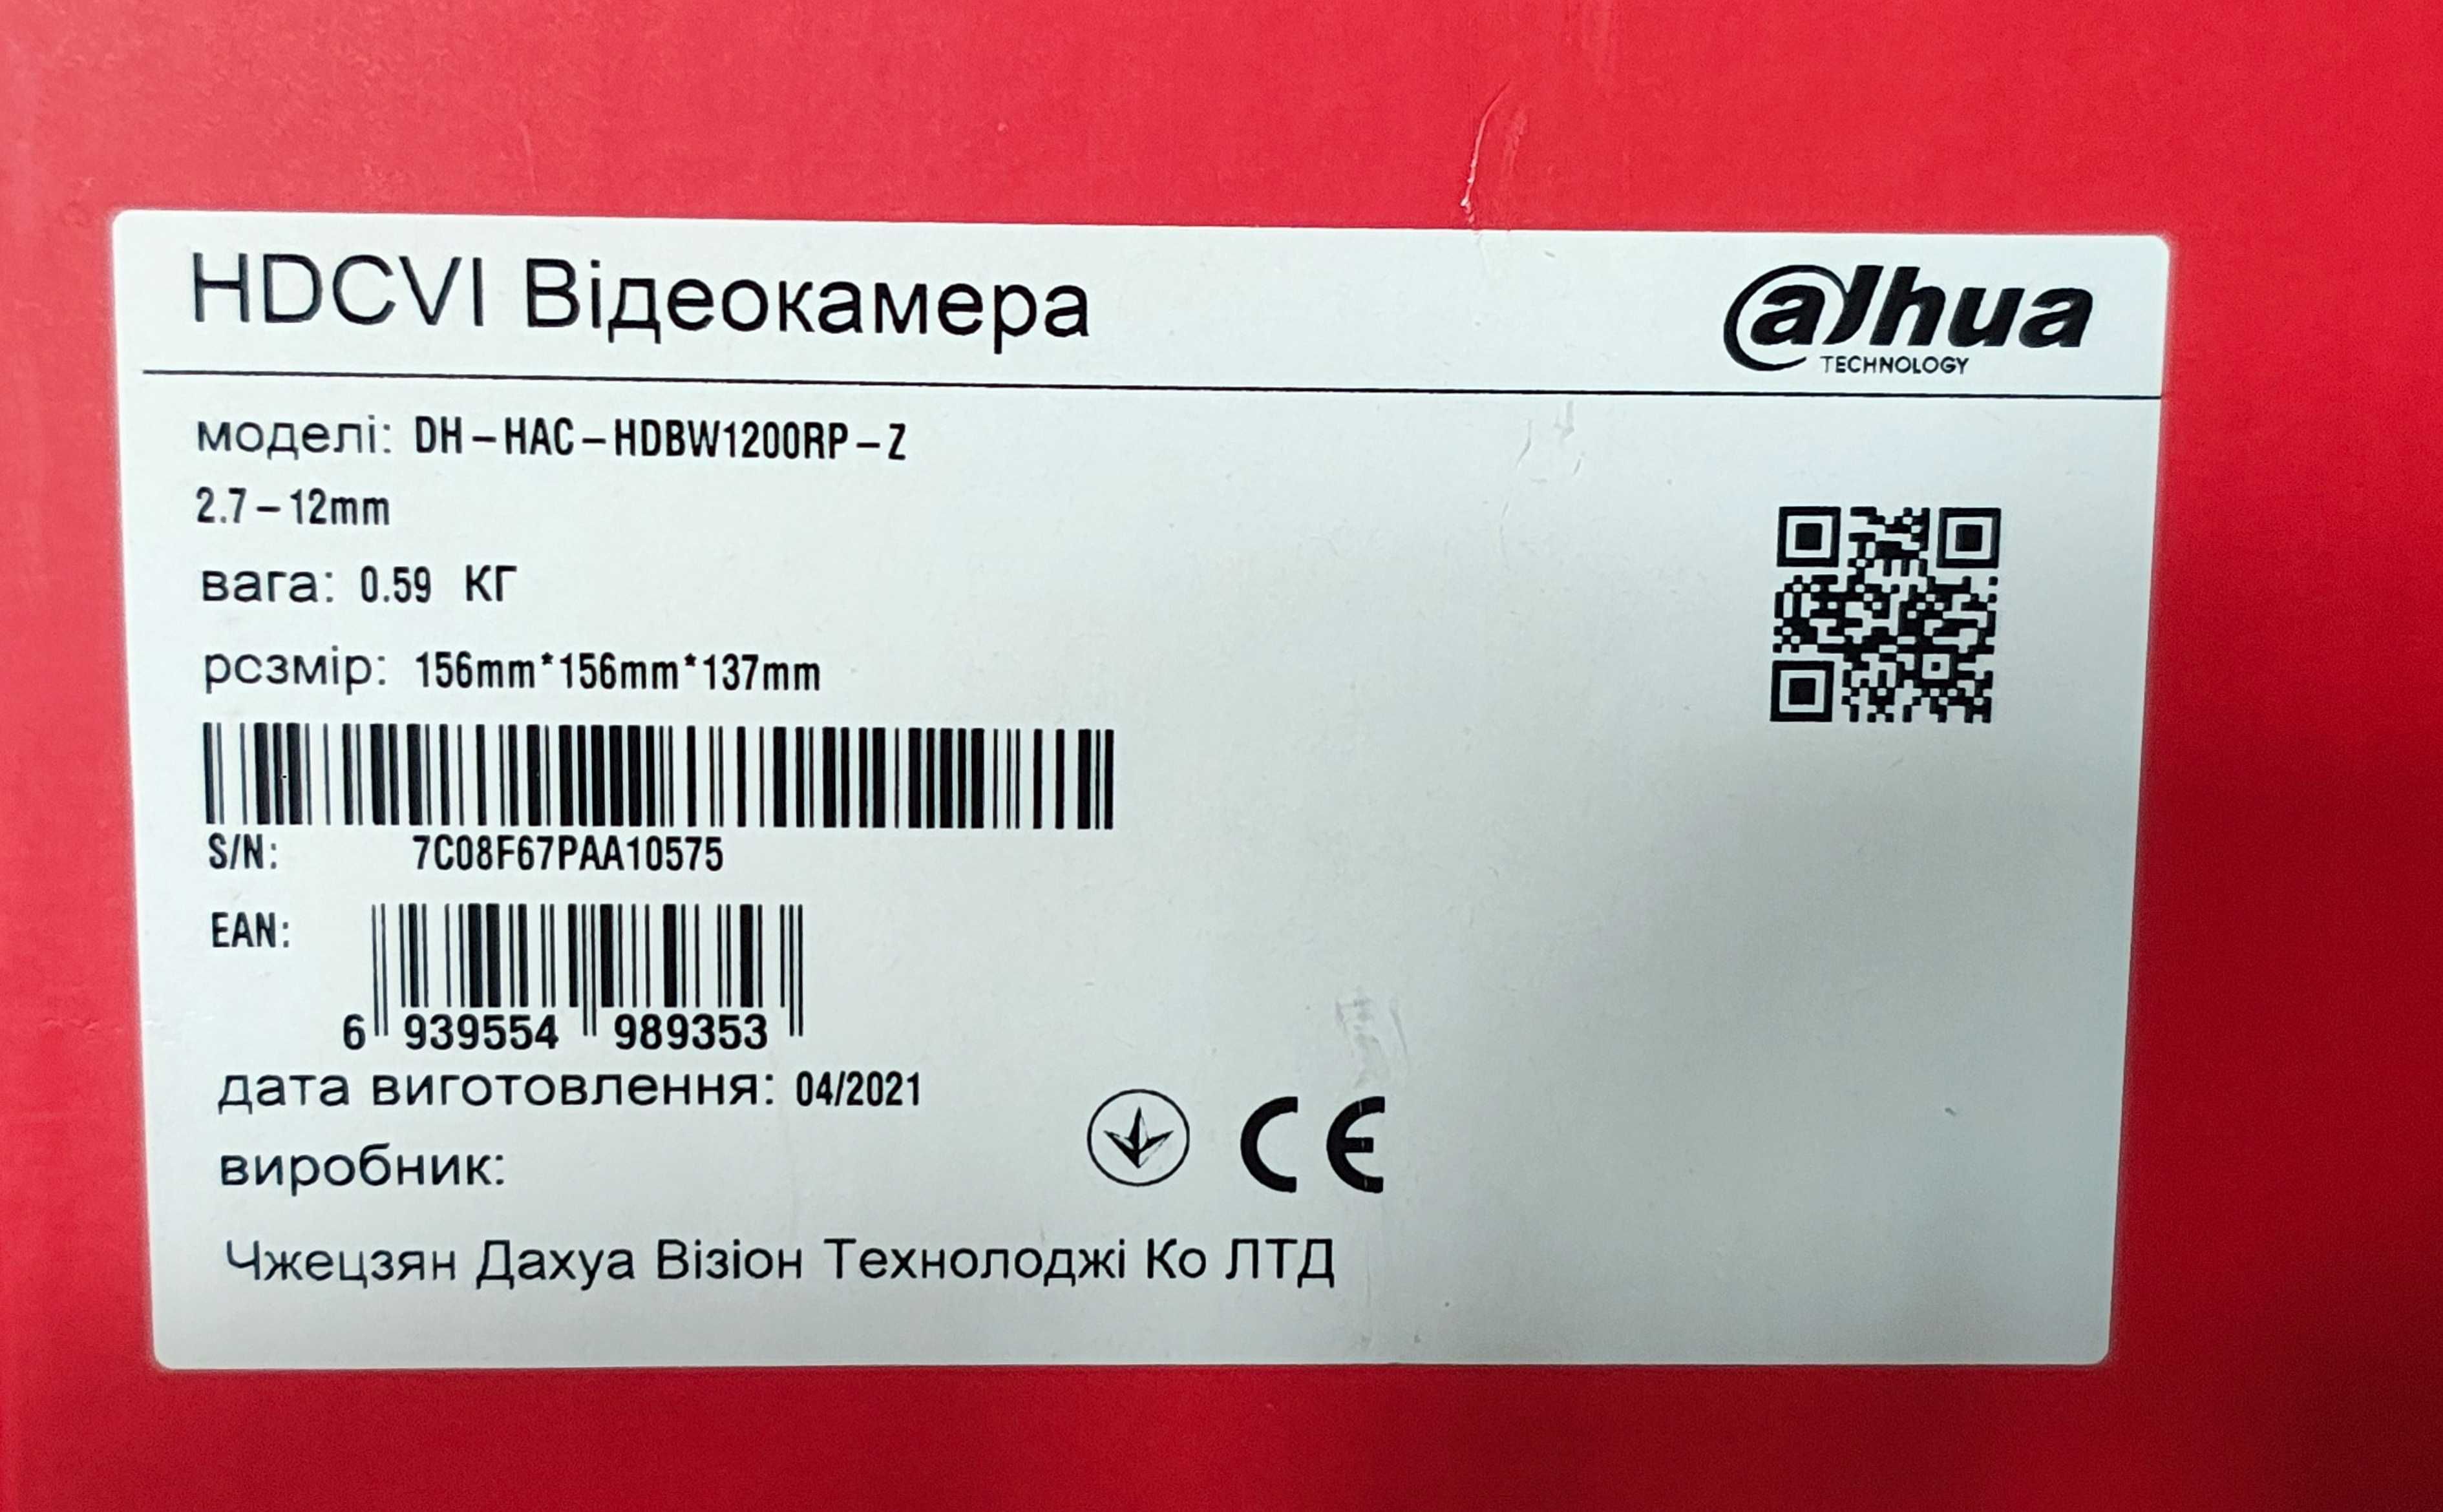 HDCVI Відеокамера
alhua
TECHNOLOGY
моделі: DH-HAC-HDBW1200RP-Z
2.7-12mm
вага: 0.59 КГ
рсзмір: 156mm*156mm*137mm
S/N: 7C08F67PAA10575
EAN:
6 939554 989353
дата виготовлення: 04/2021
виробник:
CE
Чжецзян Дахуа Візіон Технолоджі Ко ЛТД